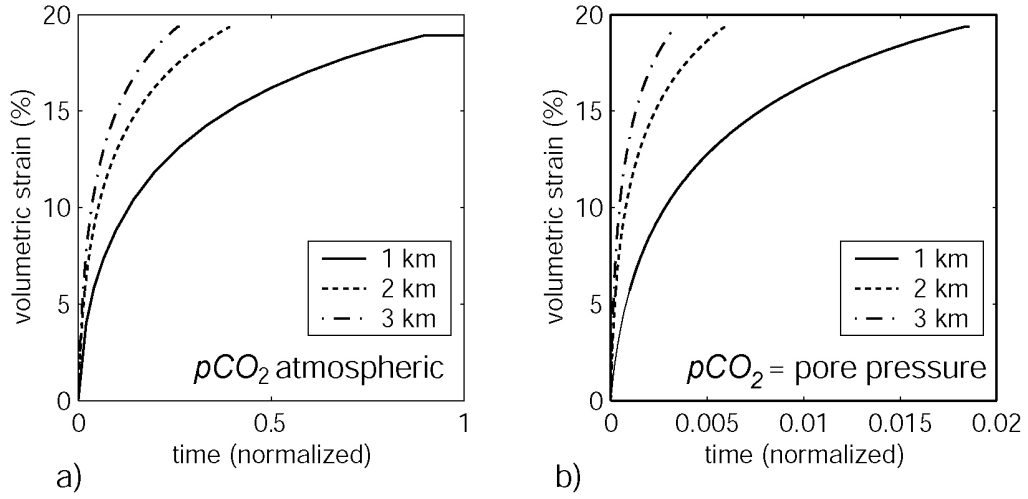 volumetric strain (%)
20
15
10
5
0
1 km
2 km
3 km
pCO₂ atmospheric
0 0.5 1
time (normalized)
a)
volumetric strain (%)
20
15
10
5
0
1 km
2 km
3 km
pCO₂ = pore pressure
0 0.005 0.01 0.015 0.02
time (normalized)
b)